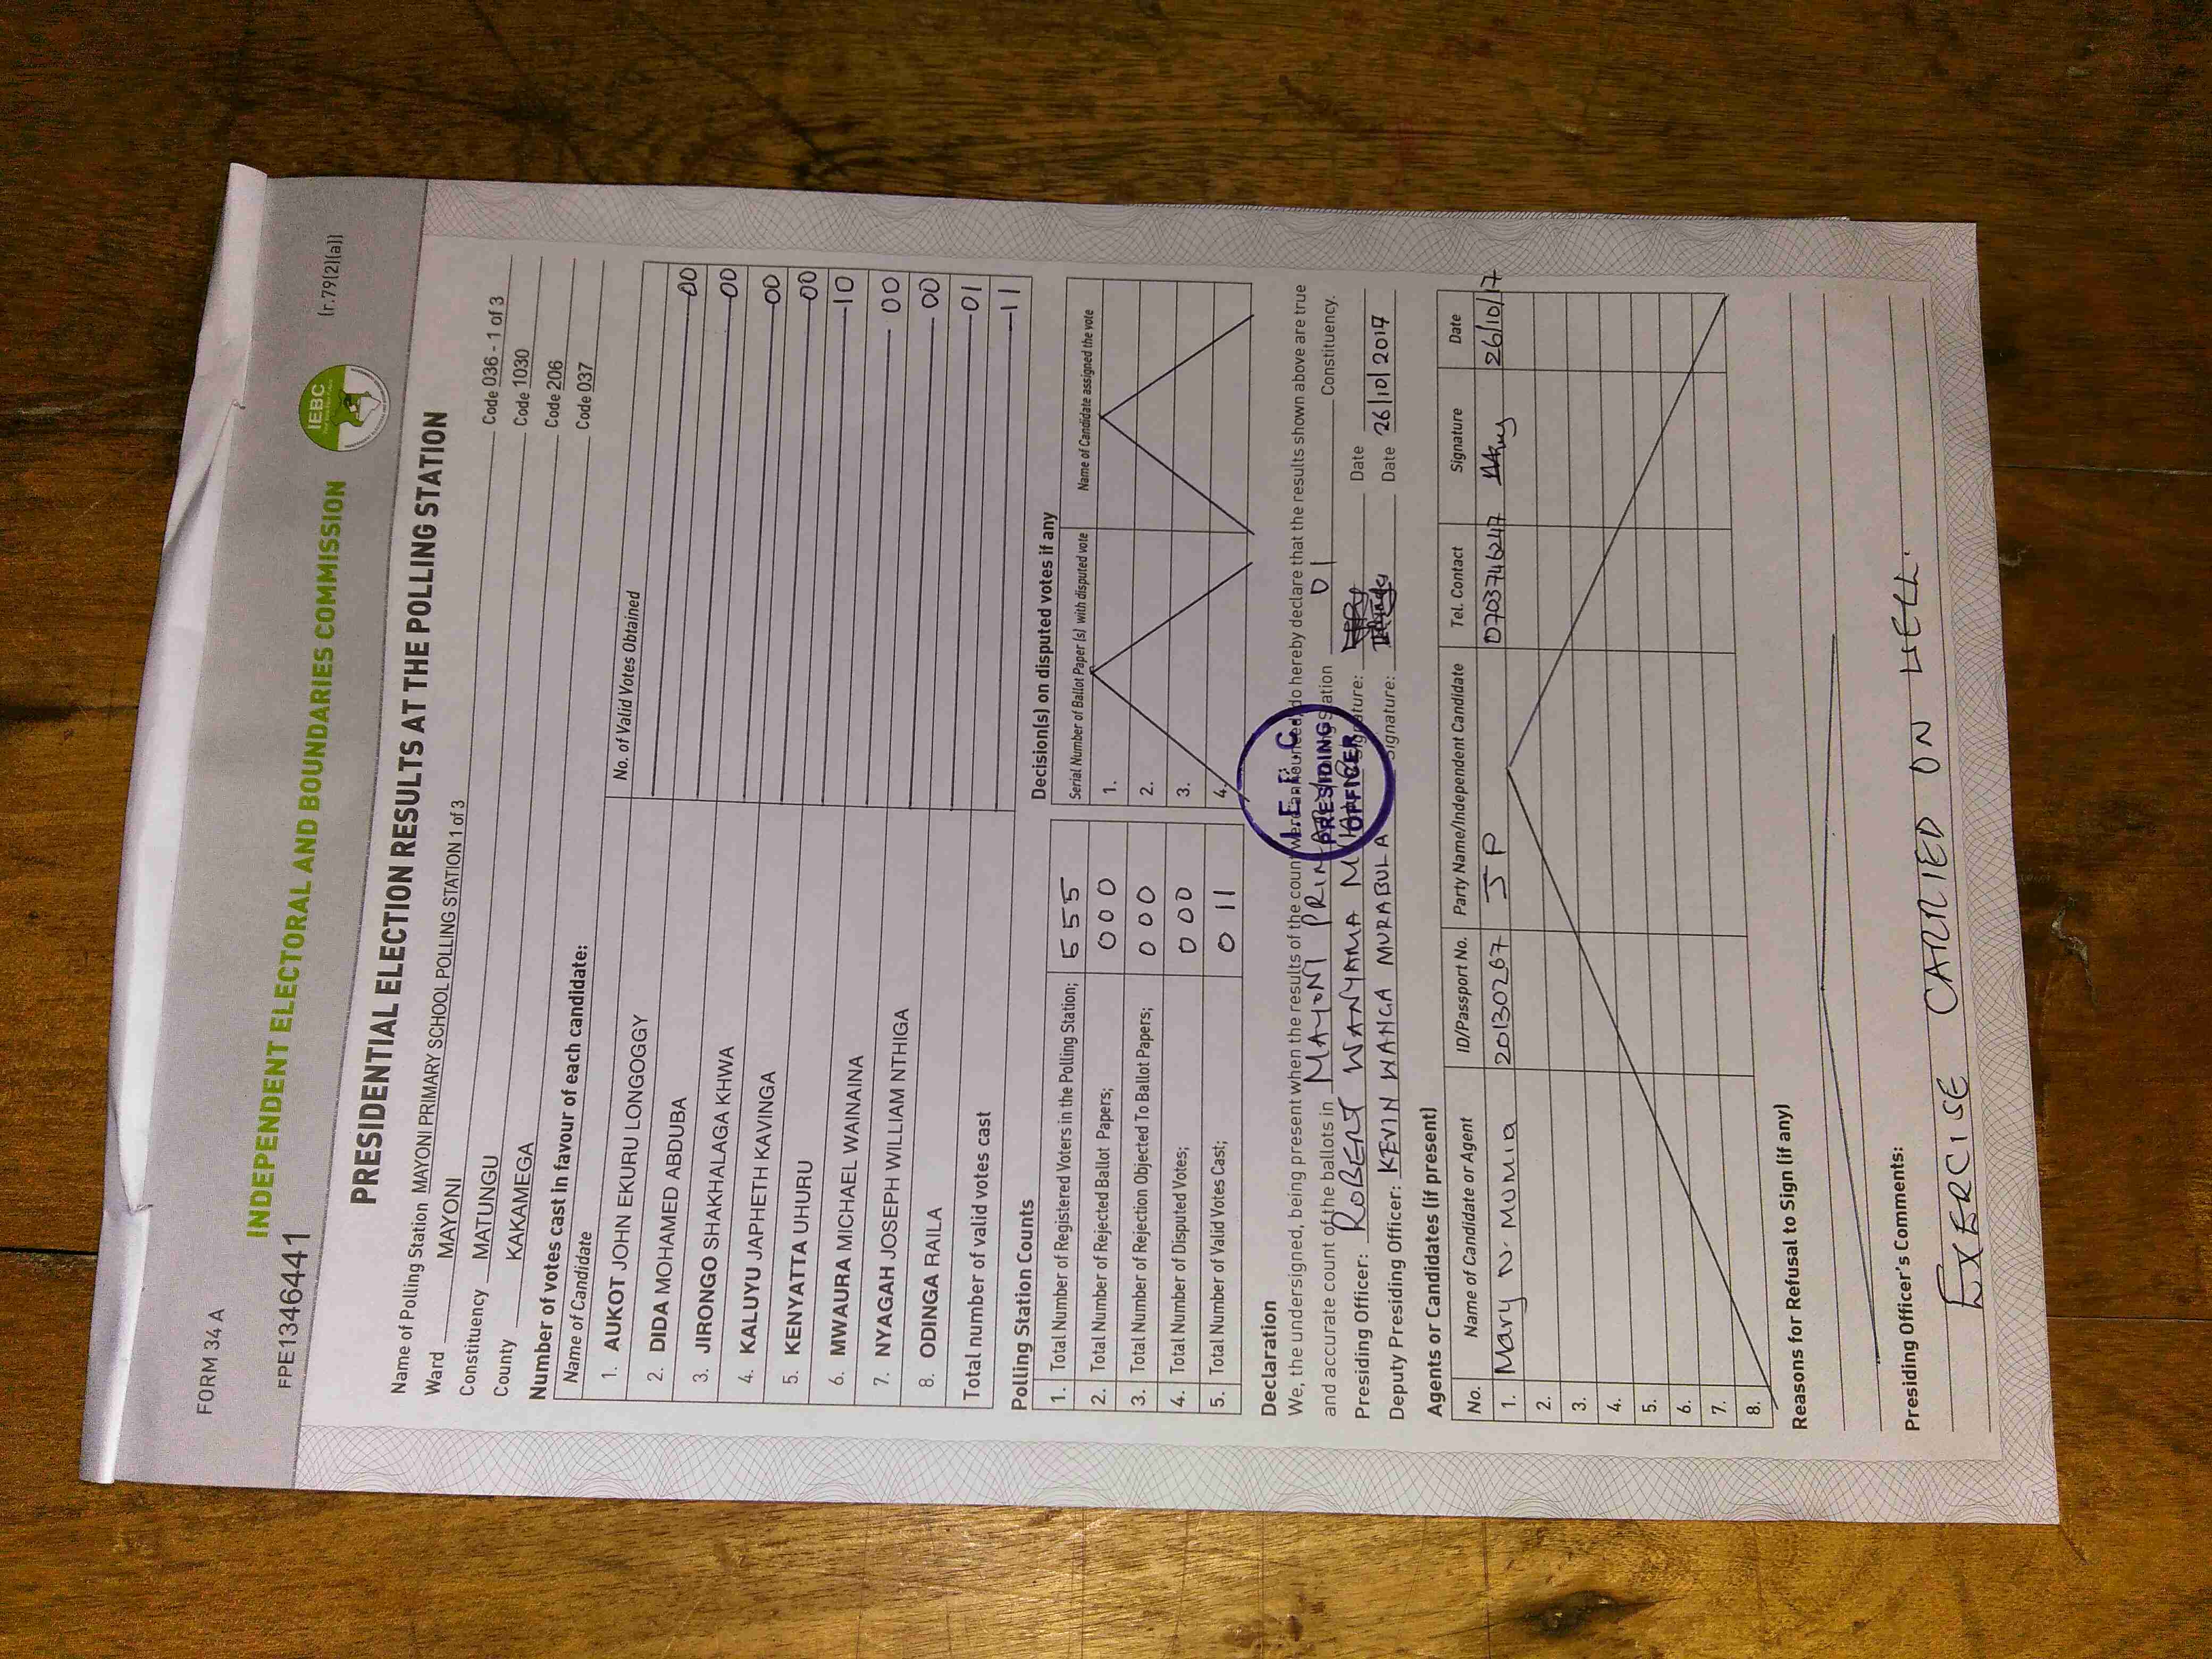 FORM 34 A
(r.79(2)(a))
FPE1346441
INDEPENDENT ELECTORAL AND BOUNDARIES COMMISSION
IEBC
PRESIDENTIAL ELECTION RESULTS AT THE POLLING STATION
Name of Polling Station MAYONI PRIMARY SCHOOL POLLING STATION 1 of 3 Code 036 - 1 of 3
Ward MAYONI Code 1030
Constituency MATUNGU Code 206
County KAKAMEGA Code 037
Number of votes cast in favour of each candidate:
Name of Candidate No. of Valid Votes Obtained
1. AUKOT JOHN EKURU LONGOGGY 00
2. DIDA MOHAMED ABDUBA 00
3. JIRONGO SHAKHALAGA KHWA 00
4. KALUYU JAPHETH KAVINGA 00
5. KENYATTA UHURU 10
6. MWAURA MICHAEL WAINAINA 00
7. NYAGAH JOSEPH WILLIAM NTHIGA 00
8. ODINGA RAILA 01
Total number of valid votes cast 11
Polling Station Counts
1. Total Number of Registered Voters in the Polling Station; 555
2. Total Number of Rejected Ballot Papers; 000
3. Total Number of Rejection Objected To Ballot Papers; 000
4. Total Number of Disputed Votes; 000
5. Total Number of Valid Votes Cast; 011
Decision(s) on disputed votes if any
Serial Number of Ballot Paper (s) with disputed vote Name of Candidate assigned the vote
1.
2.
3.
4.
Declaration
We, the undersigned, being present when the results of the count were announced, do hereby declare that the results shown above are true
and accurate count of the ballots in MAYONI PRIMARY Polling Station 01 Constituency.
Presiding Officer: ROBERT WANYAMA Signature: Date
Deputy Presiding Officer: KEVIN WANGA MURABULA Signature: Date 26/10/2017
I.E.B.C.
PRESIDING
OFFICER
Agents or Candidates (if present)
No. Name of Candidate or Agent ID/Passport No. Party Name/Independent Candidate Tel. Contact Signature Date
1. Mary N. Mumia 20130267 JP 0703746247 26/10/17
2.
3.
4.
5.
6.
7.
8.
Reasons for Refusal to Sign (if any)
Presiding Officer's Comments:
EXERCISE CARRIED ON WELL.